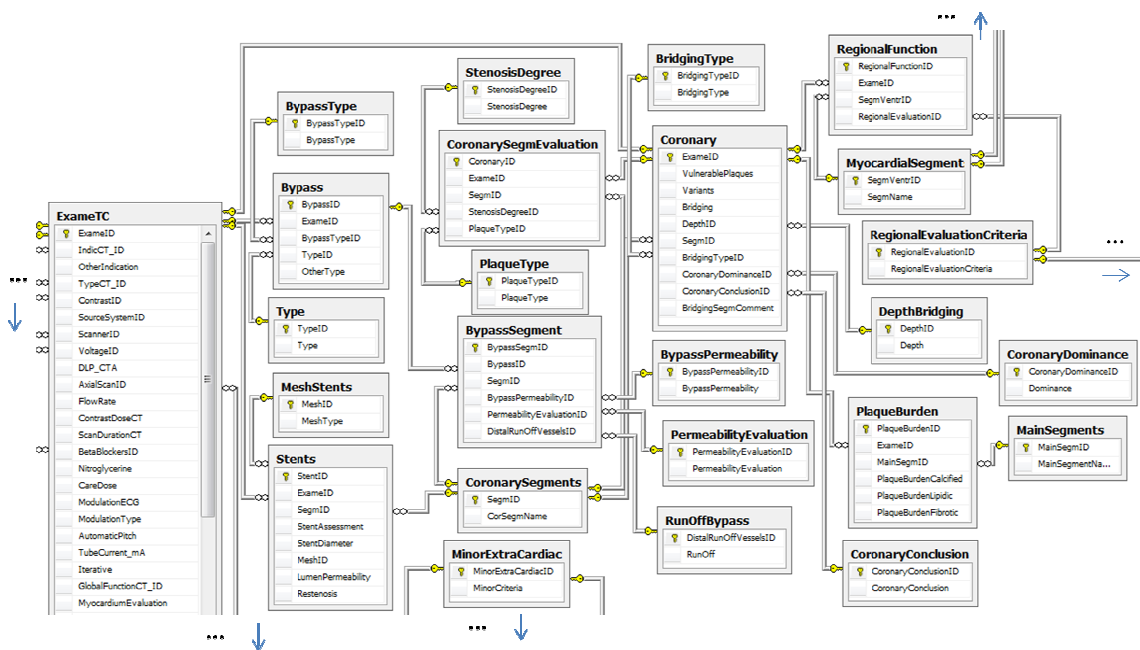 ExameTC
ExameID
IndicCT_ID
OtherIndication
TypeCT_ID
ContrastID
SourceSystemID
ScannerID
VoltageID
DLP_CTA
AxialScanID
FlowRate
ContrastDoseCT
ScanDurationCT
BetaBlockersID
Nitroglycerine
CareDose
ModulationECG
ModulationType
AutomaticPitch
TubeCurrent_mA
Iterative
GlobalFunctionCT_ID
MyocardiumEvaluation
BypassType
BypassTypeID
BypassType
Bypass
BypassID
ExameID
BypassTypeID
TypeID
OtherType
Type
TypeID
Type
MeshStents
MeshID
MeshType
Stents
StentID
ExameID
SegmID
StentAssessment
StentDiameter
MeshID
LumenPermeability
Restenosis
StenosisDegree
StenosisDegreeID
StenosisDegree
CoronarySegmEvaluation
CoronaryID
ExameID
SegmID
StenosisDegreeID
PlaqueTypeID
PlaqueType
PlaqueTypeID
PlaqueType
BypassSegment
BypassSegmID
BypassID
SegmID
BypassPermeabilityID
PermeabilityEvaluationID
DistalRunOffVesselsID
CoronarySegments
SegmID
CorSegmName
MinorExtraCardiac
MinorExtraCardiacID
MinorCriteria
BridgingType
BridgingTypeID
BridgingType
Coronary
ExameID
VulnerablePlaques
Variants
Bridging
DepthID
SegmID
BridgingTypeID
CoronaryDominanceID
CoronaryConclusionID
BridgingSegmComment
BypassPermeability
BypassPermeabilityID
BypassPermeability
PermeabilityEvaluation
PermeabilityEvaluationID
PermeabilityEvaluation
RunOffBypass
DistalRunOffVesselsID
RunOff
RegionalFunction
RegionalFunctionID
ExameID
SegmVentrID
RegionalEvaluationID
MyocardialSegment
SegmVentrID
SegmName
RegionalEvaluationCriteria
RegionalEvaluationID
RegionalEvaluationCriteria
DepthBridging
DepthID
Depth
CoronaryDominance
CoronaryDominanceID
Dominance
PlaqueBurden
PlaqueBurdenID
ExameID
MainSegmID
PlaqueBurdenCalcified
PlaqueBurdenLipidic
PlaqueBurdenFibrotic
MainSegments
MainSegmID
MainSegmentNa...
CoronaryConclusion
CoronaryConclusionID
CoronaryConclusion
...
...
...
...
...